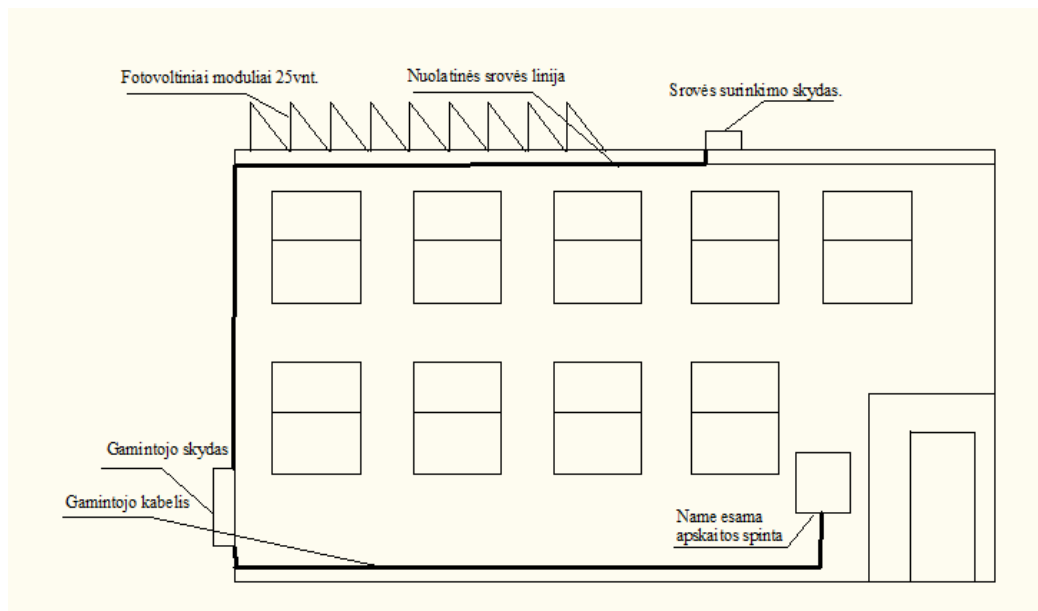 Fotovoltiniai moduliai 25vnt.
Nuolatinės srovės linija
Srovės surinkimo skydas.
Gamintojo skydas
Gamintojo kabelis
Name esama
apskaitos spinta